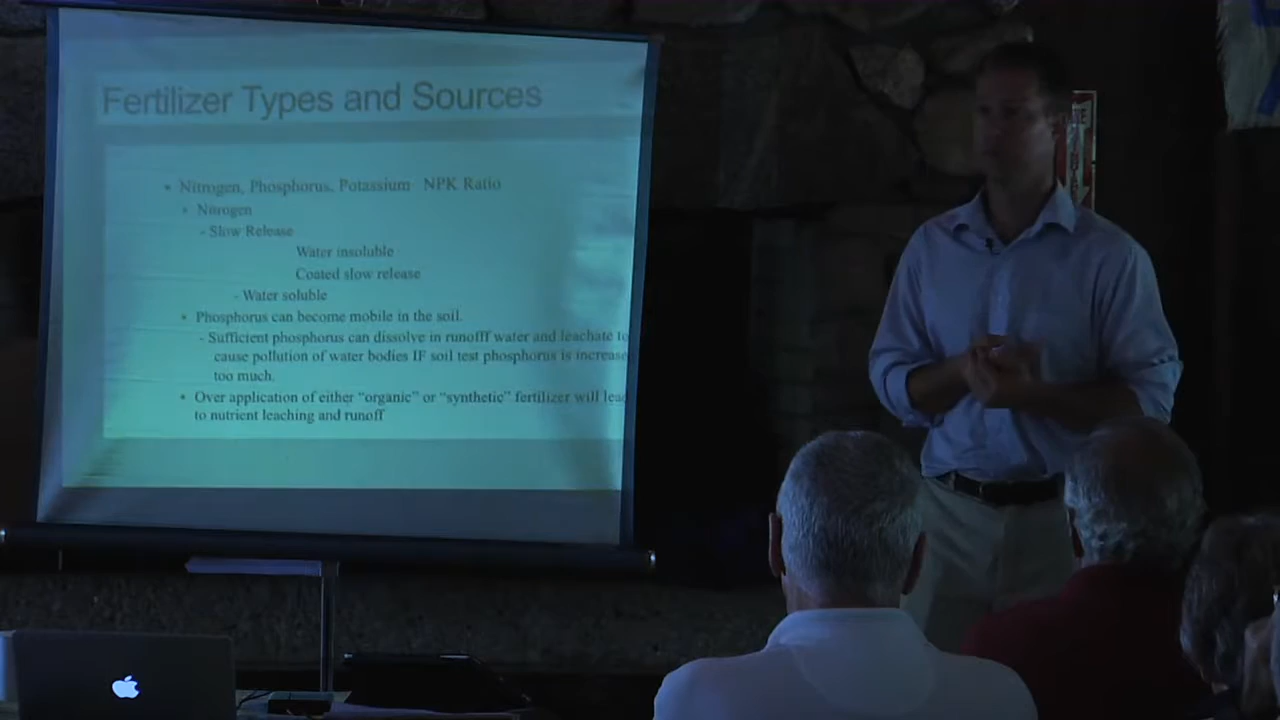 Fertilizer Types and Sources
• Nitrogen, Phosphorus, Potassium NPK Ratio
• Nitrogen
- Slow Release
Water insoluble
Coated slow release
- Water soluble
• Phosphorus can become mobile in the soil.
- Sufficient phosphorus can dissolve in runofff water and leachate to
cause pollution of water bodies IF soil test phosphorus is increase
too much.
• Over application of either “organic” or “synthetic” fertilizer will lead
to nutrient leaching and runoff